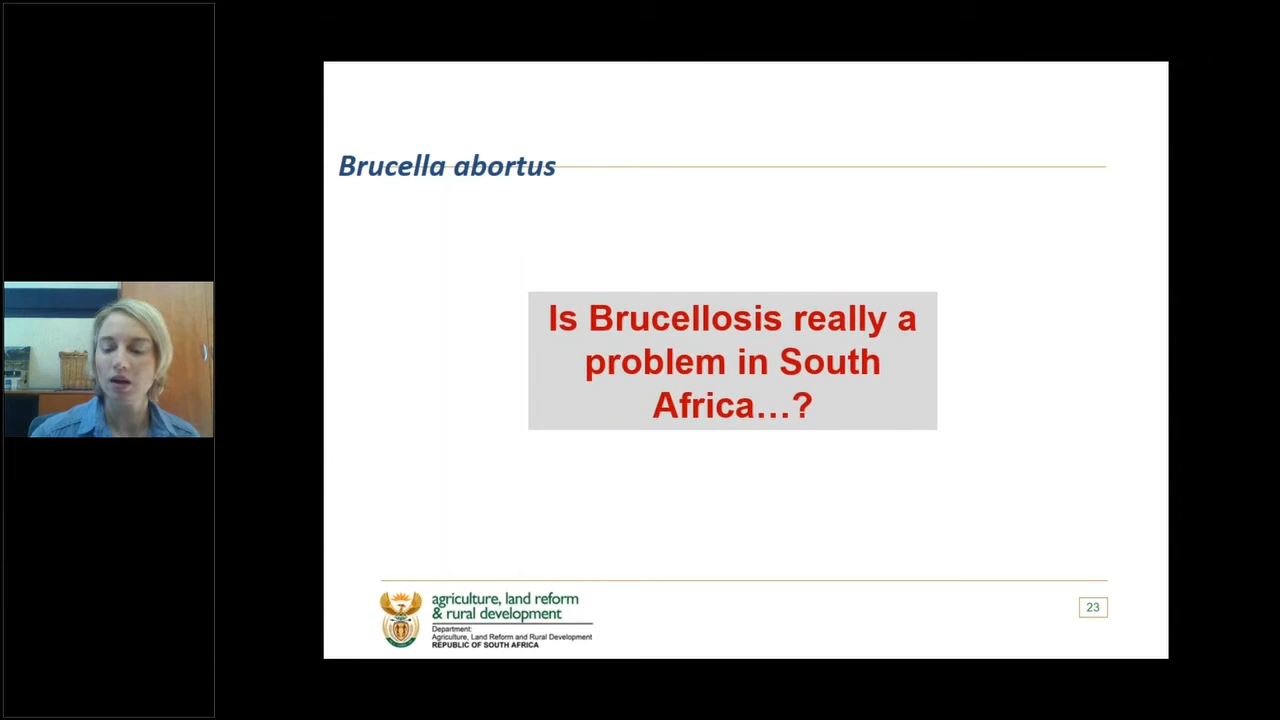 Brucella abortus
Is Brucellosis really a
problem in South
Africa...?
agriculture, land reform
& rural development
Department:
Agriculture, Land Reform and Rural Development
REPUBLIC OF SOUTH AFRICA
23